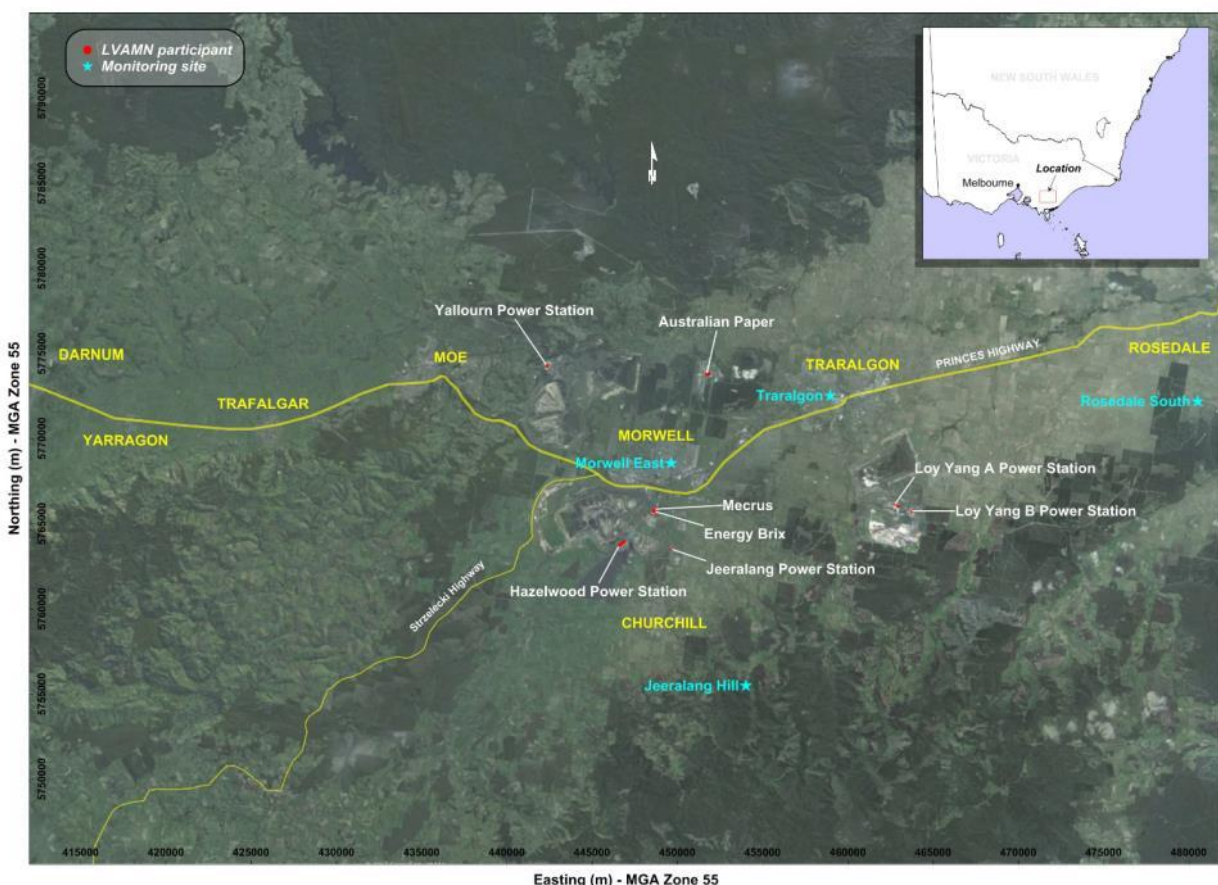 LVAMN participant
Monitoring site
NEW SOUTH WALES
VICTORIA
Location
Melbourne
N
Yallourn Power Station
Australian Paper
DARNUM
MOE
TRARALGON
PRINCES HIGHWAY
ROSEDALE
TRAFALGAR
Traralgon
Rosedale South
YARRAGON
MORWELL
Morwell East
Loy Yang A Power Station
Mecrus
Loy Yang B Power Station
Energy Brix
Jeeralang Power Station
Hazelwood Power Station
Strzelecki Highway
CHURCHILL
Jeeralang Hill
Northing (m) - MGA Zone 55
5790000
5785000
5780000
5775000
5770000
5765000
5760000
5755000
5750000
415000 420000 425000 430000 435000 440000 445000 450000 455000 460000 465000 470000 475000 480000
Easting (m) - MGA Zone 55